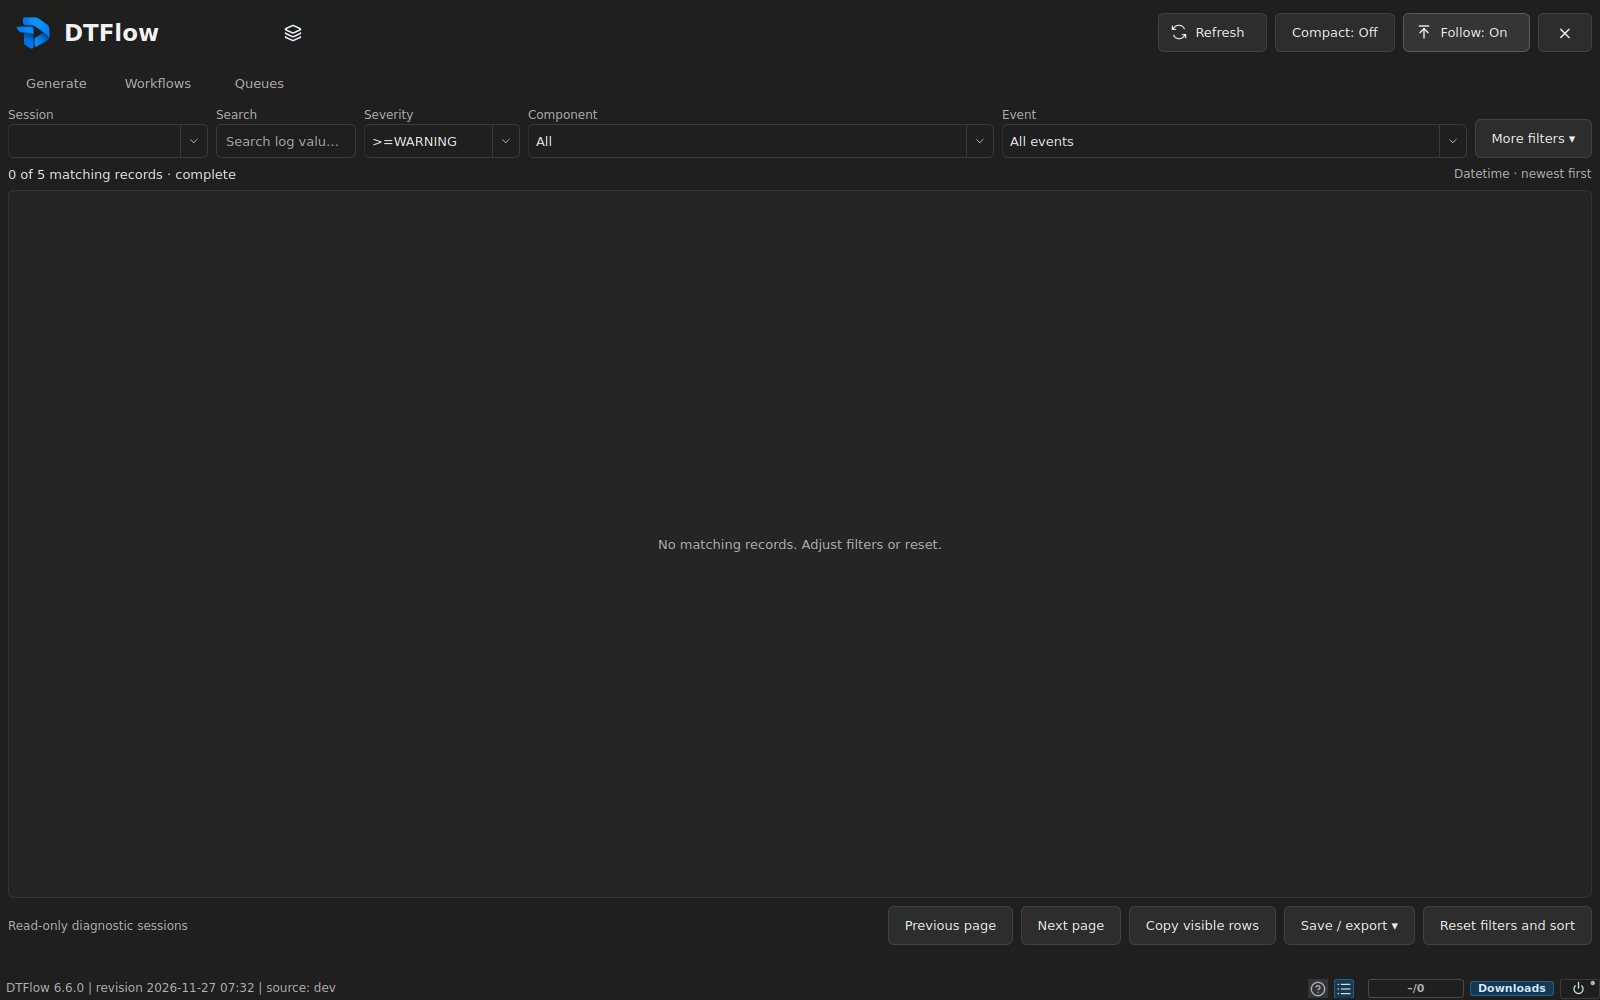 DTFlow
Refresh
Compact: Off
Follow: On
Generate
Workflows
Queues
Session
Search
Severity
Component
Event
Search log valu...
>=WARNING
All
All events
More filters ▾
0 of 5 matching records · complete
Datetime · newest first
No matching records. Adjust filters or reset.
Read-only diagnostic sessions
Previous page
Next page
Copy visible rows
Save / export ▾
Reset filters and sort
DTFlow 6.6.0 | revision 2026-11-27 07:32 | source: dev
-/0
Downloads